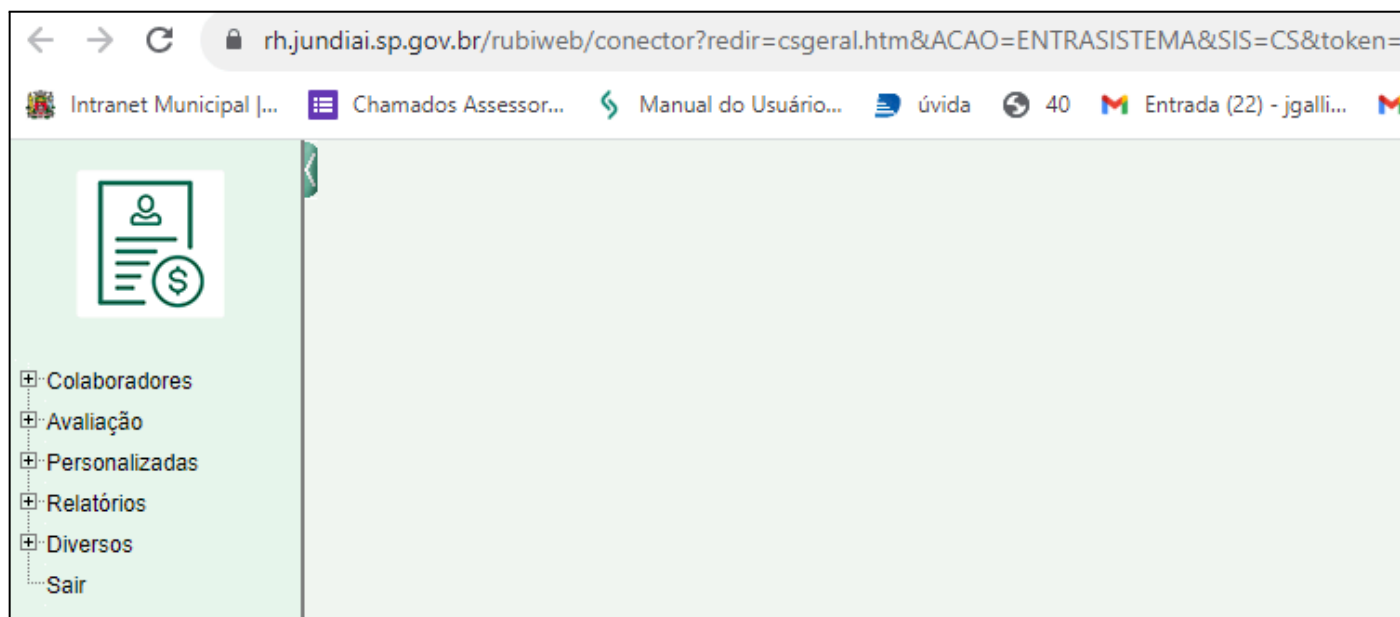 rh.jundiai.sp.gov.br/rubiweb/conector?redir=csgeral.htm&ACAO=ENTRASISTEMA&SIS=CS&token=
Intranet Municipal |... Chamados Assessor... Manual do Usuário... úvida 40 Entrada (22) - jgalli...
$
Colaboradores
Avaliação
Personalizadas
Relatórios
Diversos
Sair